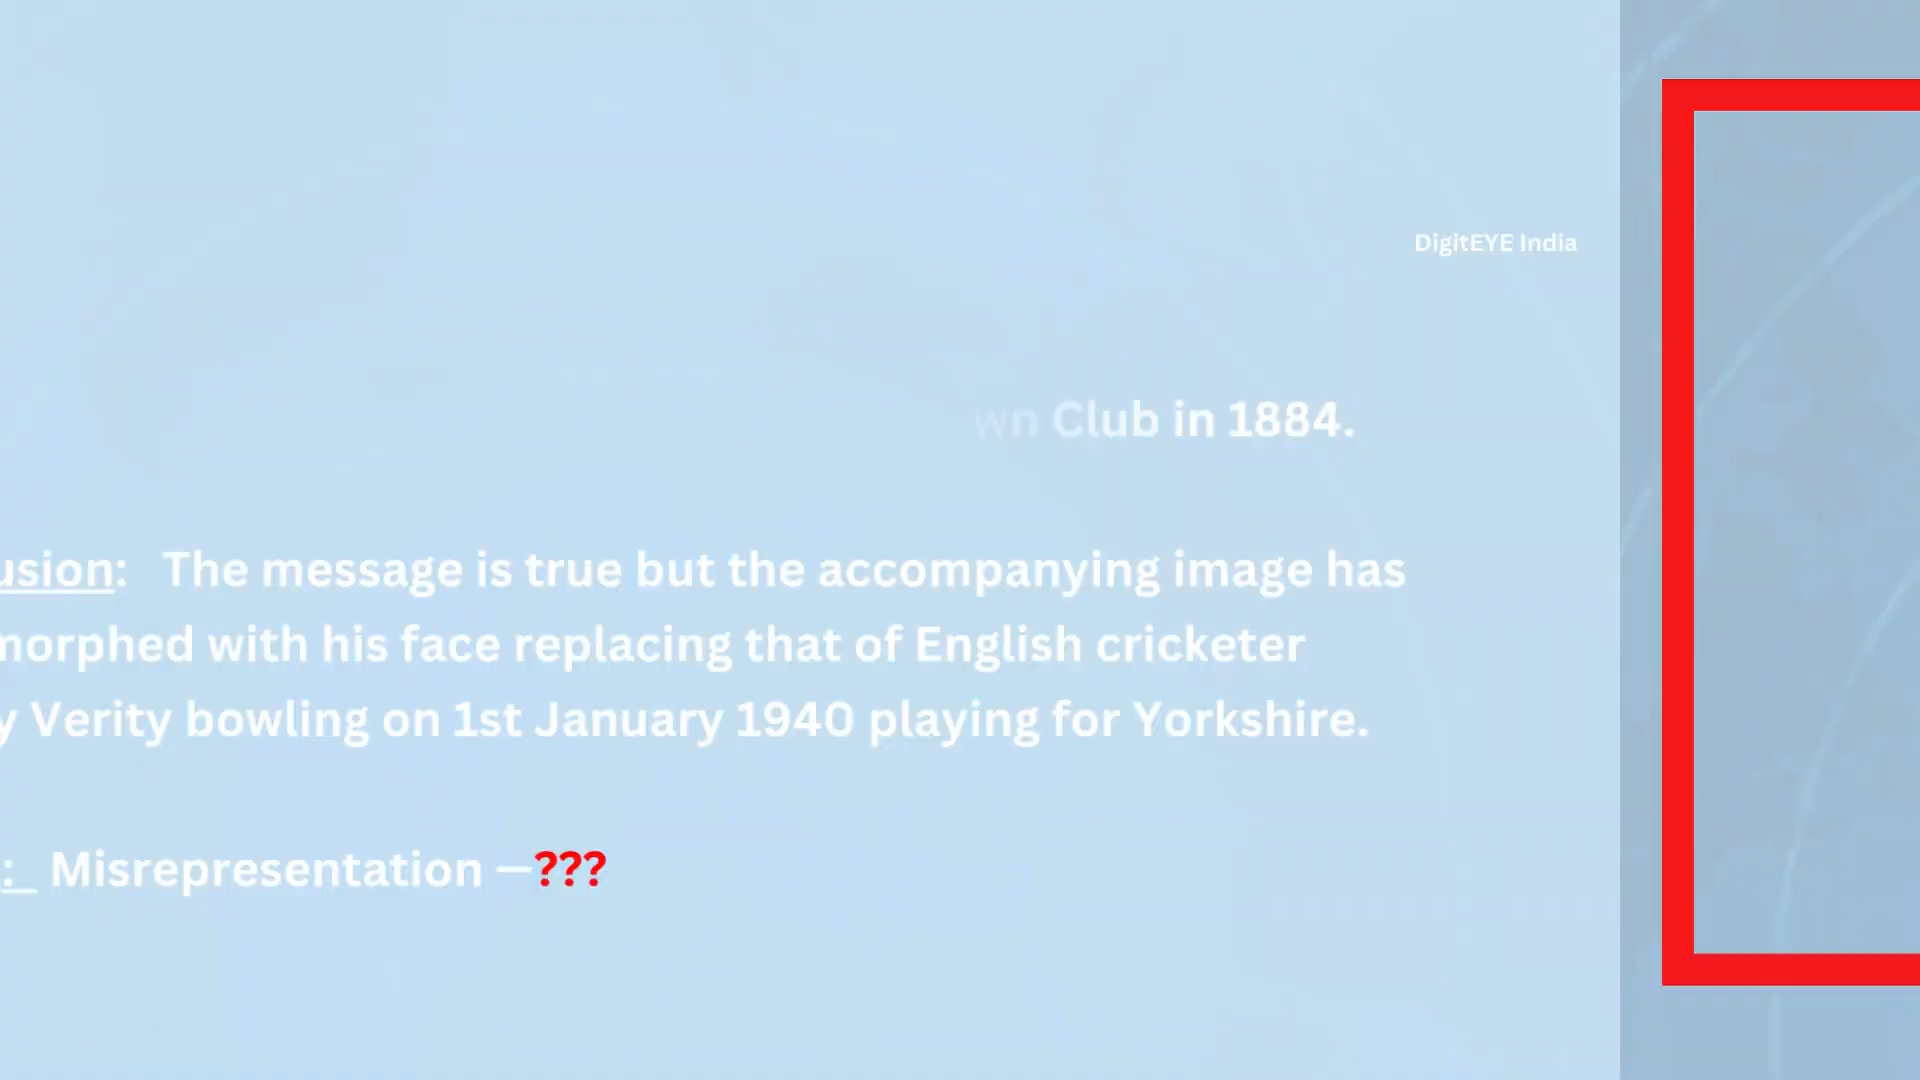 DigitEYE India
wn Club in 1884.
usion: The message is true but the accompanying image has
morphed with his face replacing that of English cricketer
y Verity bowling on 1st January 1940 playing for Yorkshire.
: Misrepresentation —???